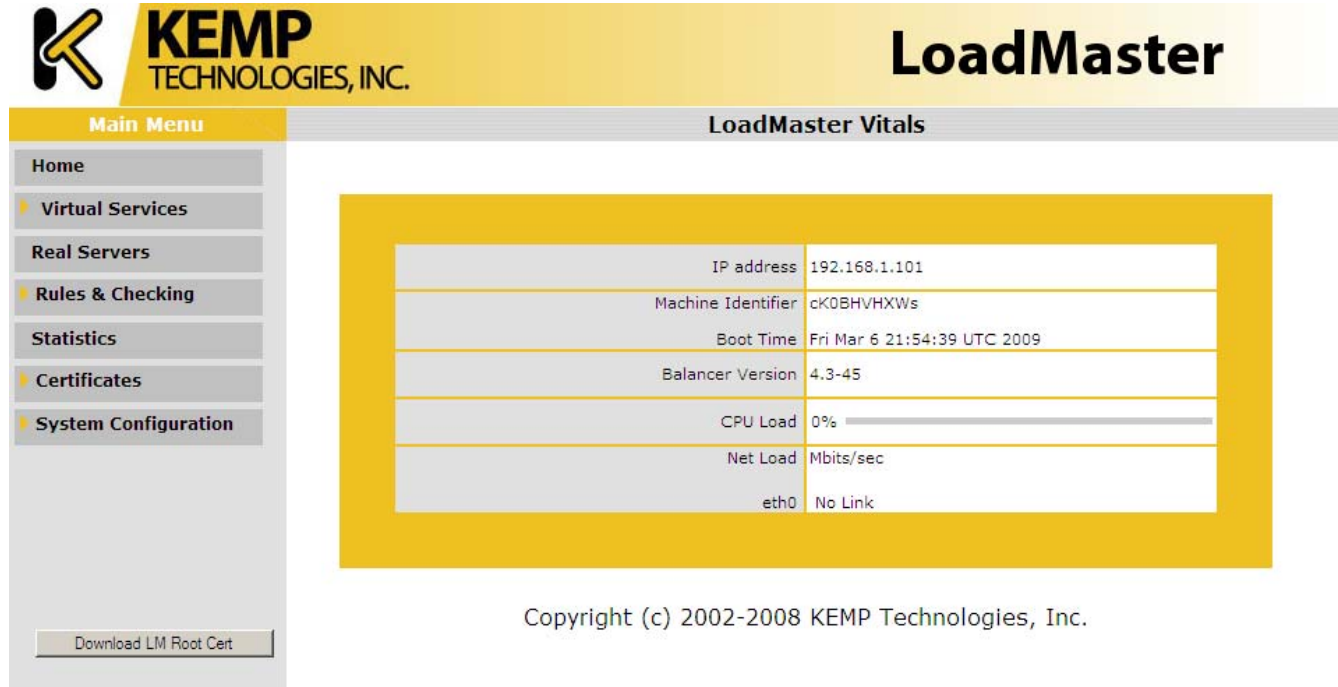 KEMP
TECHNOLOGIES, INC.
LoadMaster
Main Menu
LoadMaster Vitals
Home
Virtual Services
Real Servers
Rules & Checking
Statistics
Certificates
System Configuration
IP address 192.168.1.101
Machine Identifier cK0BHVHXWs
Boot Time Fri Mar 6 21:54:39 UTC 2009
Balancer Version 4.3-45
CPU Load 0%
Net Load Mbits/sec
eth0 No Link
Copyright (c) 2002-2008 KEMP Technologies, Inc.
Download LM Root Cert